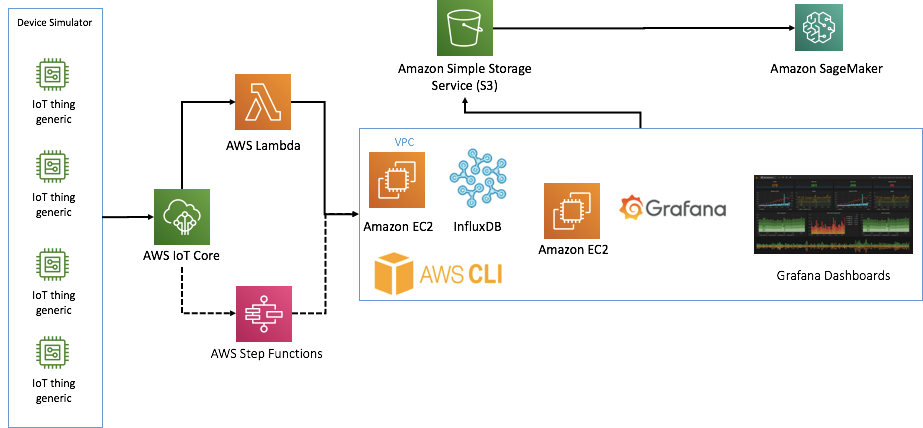 Device Simulator
IoT thing
generic
IoT thing
generic
IoT thing
generic
IoT thing
generic
AWS IoT Core
AWS Lambda
AWS Step Functions
Amazon Simple Storage
Service (S3)
Amazon SageMaker
VPC
Amazon EC2
InfluxDB
AWS CLI
Amazon EC2
Grafana
Grafana Dashboards